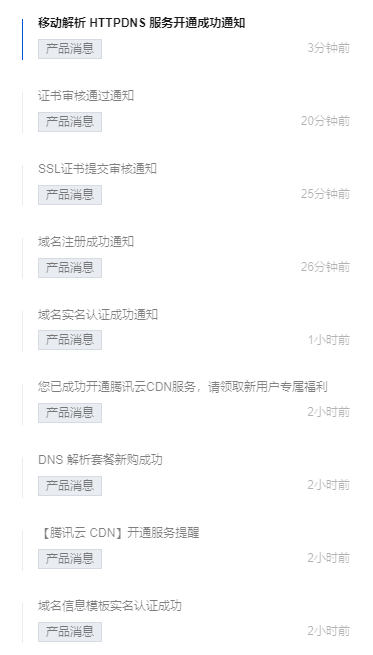 移动解析 HTTPDNS 服务开通成功通知
产品消息 3分钟前
证书审核通过通知
产品消息 20分钟前
SSL证书提交审核通知
产品消息 25分钟前
域名注册成功通知
产品消息 26分钟前
域名实名认证成功通知
产品消息 1小时前
您已成功开通腾讯云CDN服务，请领取新用户专属福利
产品消息 2小时前
DNS 解析套餐新购成功
产品消息 2小时前
【腾讯云 CDN】开通服务提醒
产品消息 2小时前
域名信息模板实名认证成功
产品消息 2小时前